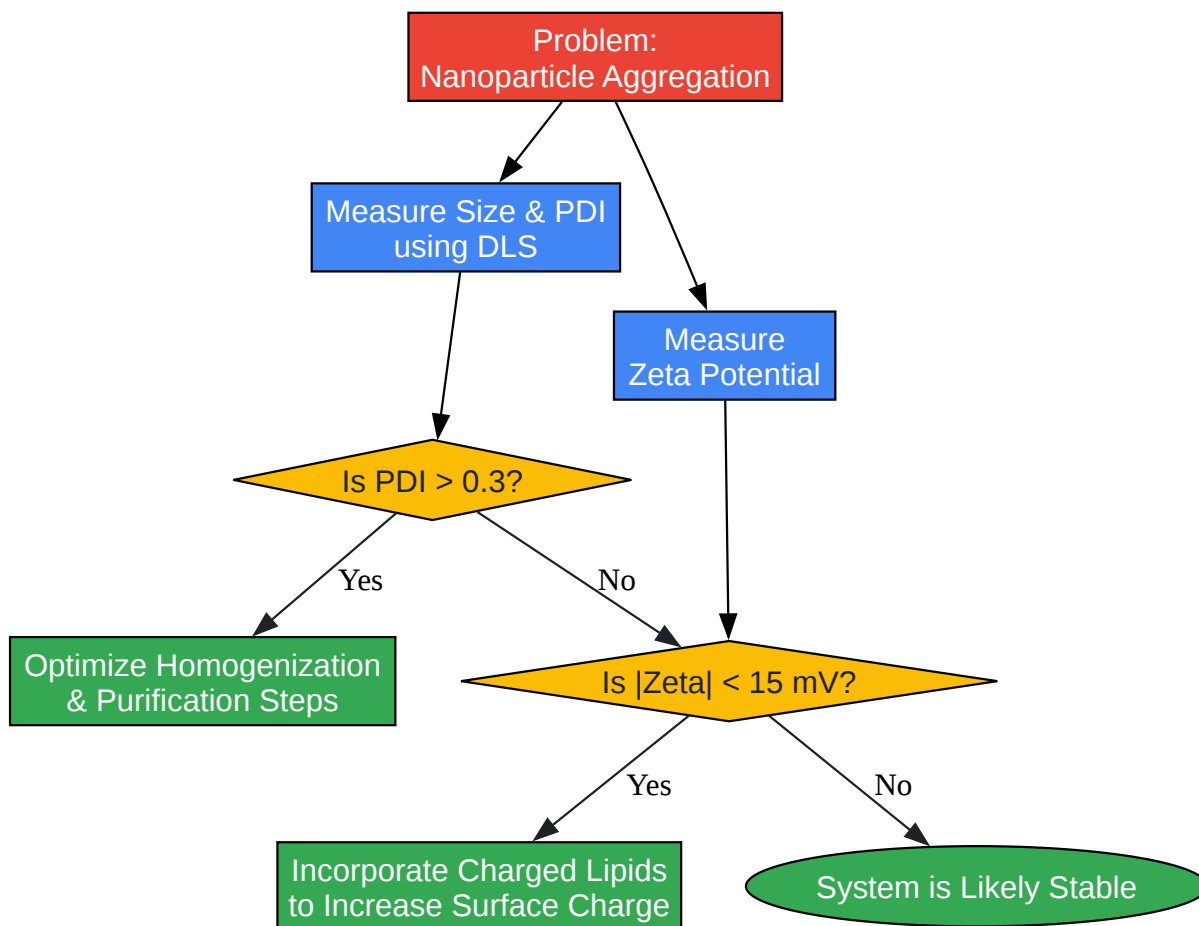 Problem:
Nanoparticle Aggregation
Measure Size & PDI
using DLS
Measure
Zeta Potential
Is PDI > 0.3?
Yes
No
Optimize Homogenization
& Purification Steps
Is |Zeta| < 15 mV?
Yes
No
Incorporate Charged Lipids
to Increase Surface Charge
System is Likely Stable